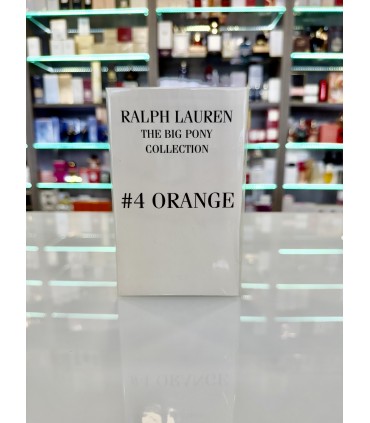 RALPH LAUREN
THE BIG PONY
COLLECTION
#4 ORANGE